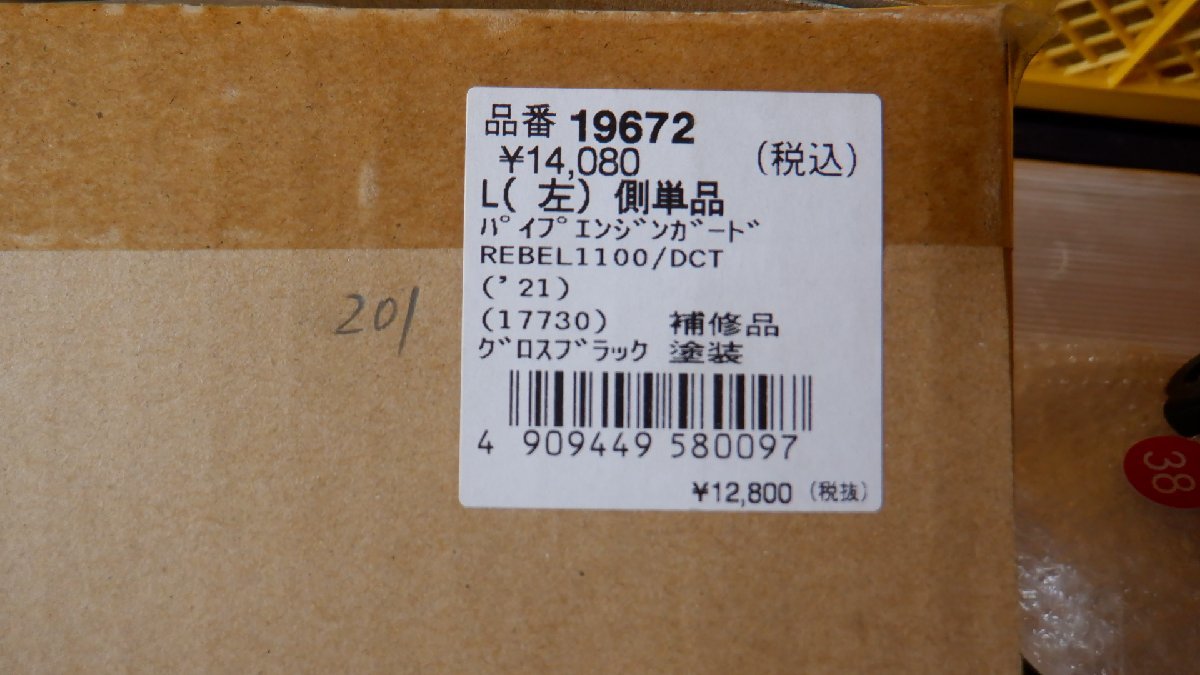 品番 19672
¥14,080 (税込)
L( 左) 側単品
ﾊﾟｲﾌﾟｴﾝｼﾞﾝｶﾞｰﾄﾞ
REBEL1100/DCT
('21)
(17730) 補修品
ｸﾞﾛｽﾌﾞﾗｯｸ 塗装
4 909449 580097
¥12,800 (税抜)
201
38